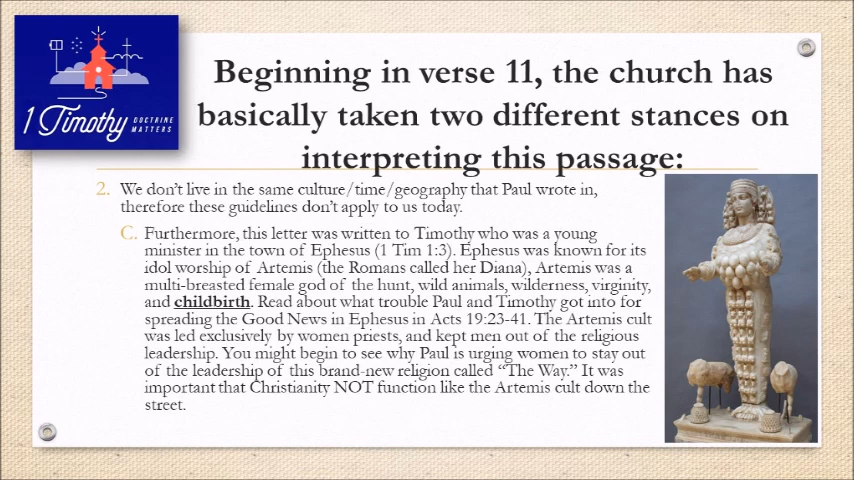 1 Timothy DOCTRINE
MATTERS
Beginning in verse 11, the church has
basically taken two different stances on
interpreting this passage:
2. We don't live in the same culture/time/geography that Paul wrote in,
therefore these guidelines don't apply to us today.
C. Furthermore, this letter was written to Timothy who was a young
minister in the town of Ephesus (1 Tim 1:3). Ephesus was known for its
idol worship of Artemis (the Romans called her Diana), Artemis was a
multi-breasted female god of the hunt, wild animals, wilderness, virginity,
and childbirth. Read about what trouble Paul and Timothy got into for
spreading the Good News in Ephesus in Acts 19:23-41. The Artemis cult
was led exclusively by women priests, and kept men out of the religious
leadership. You might begin to see why Paul is urging women to stay out
of the leadership of this brand-new religion called “The Way.” It was
important that Christianity NOT function like the Artemis cult down the
street.